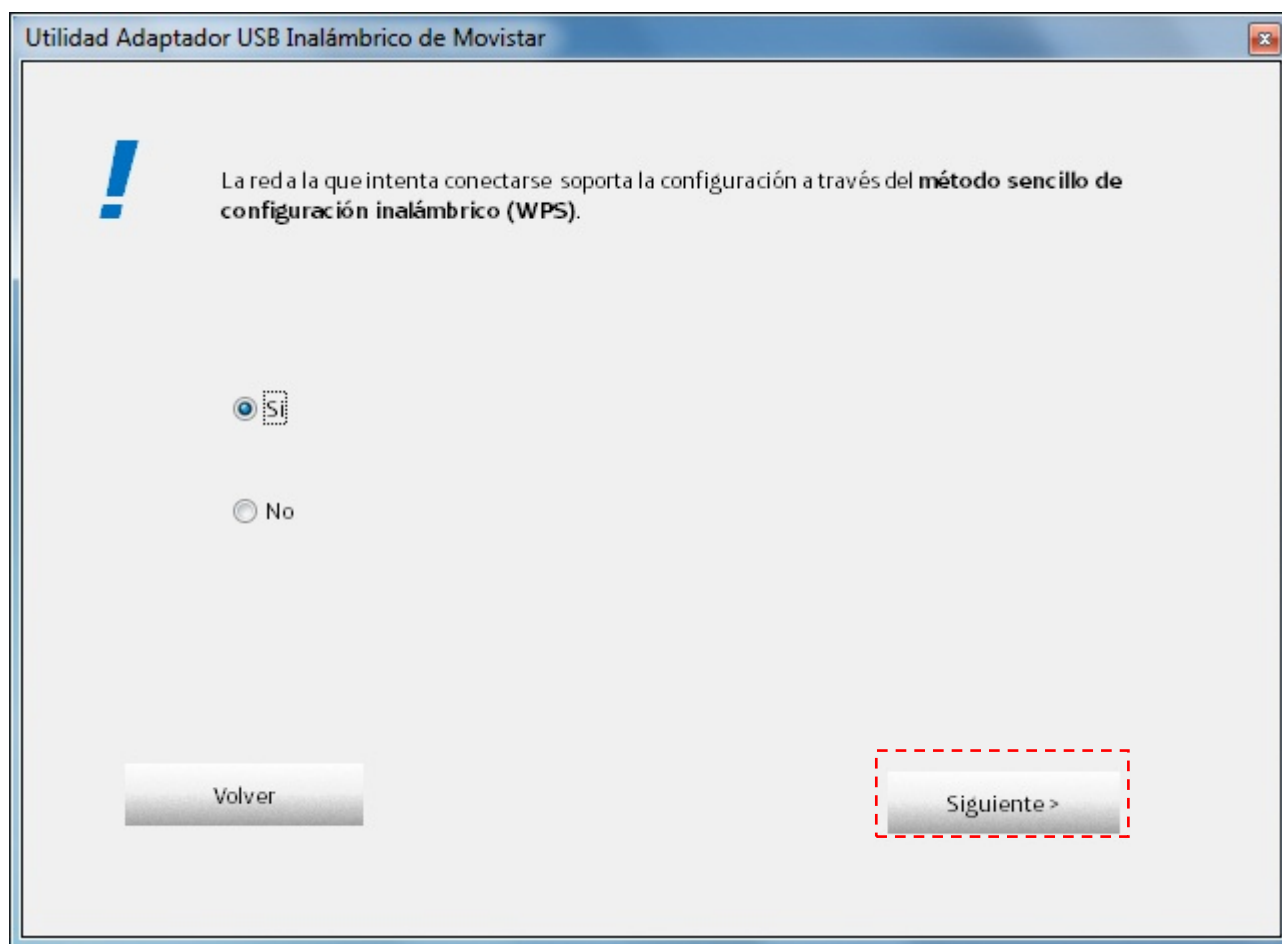 Utilidad Adaptador USB Inalámbrico de Movistar
La red a la que intenta conectarse soporta la configuración a través del método sencillo de
configuración inalámbrico (WPS).
Si
No
Volver
Siguiente >